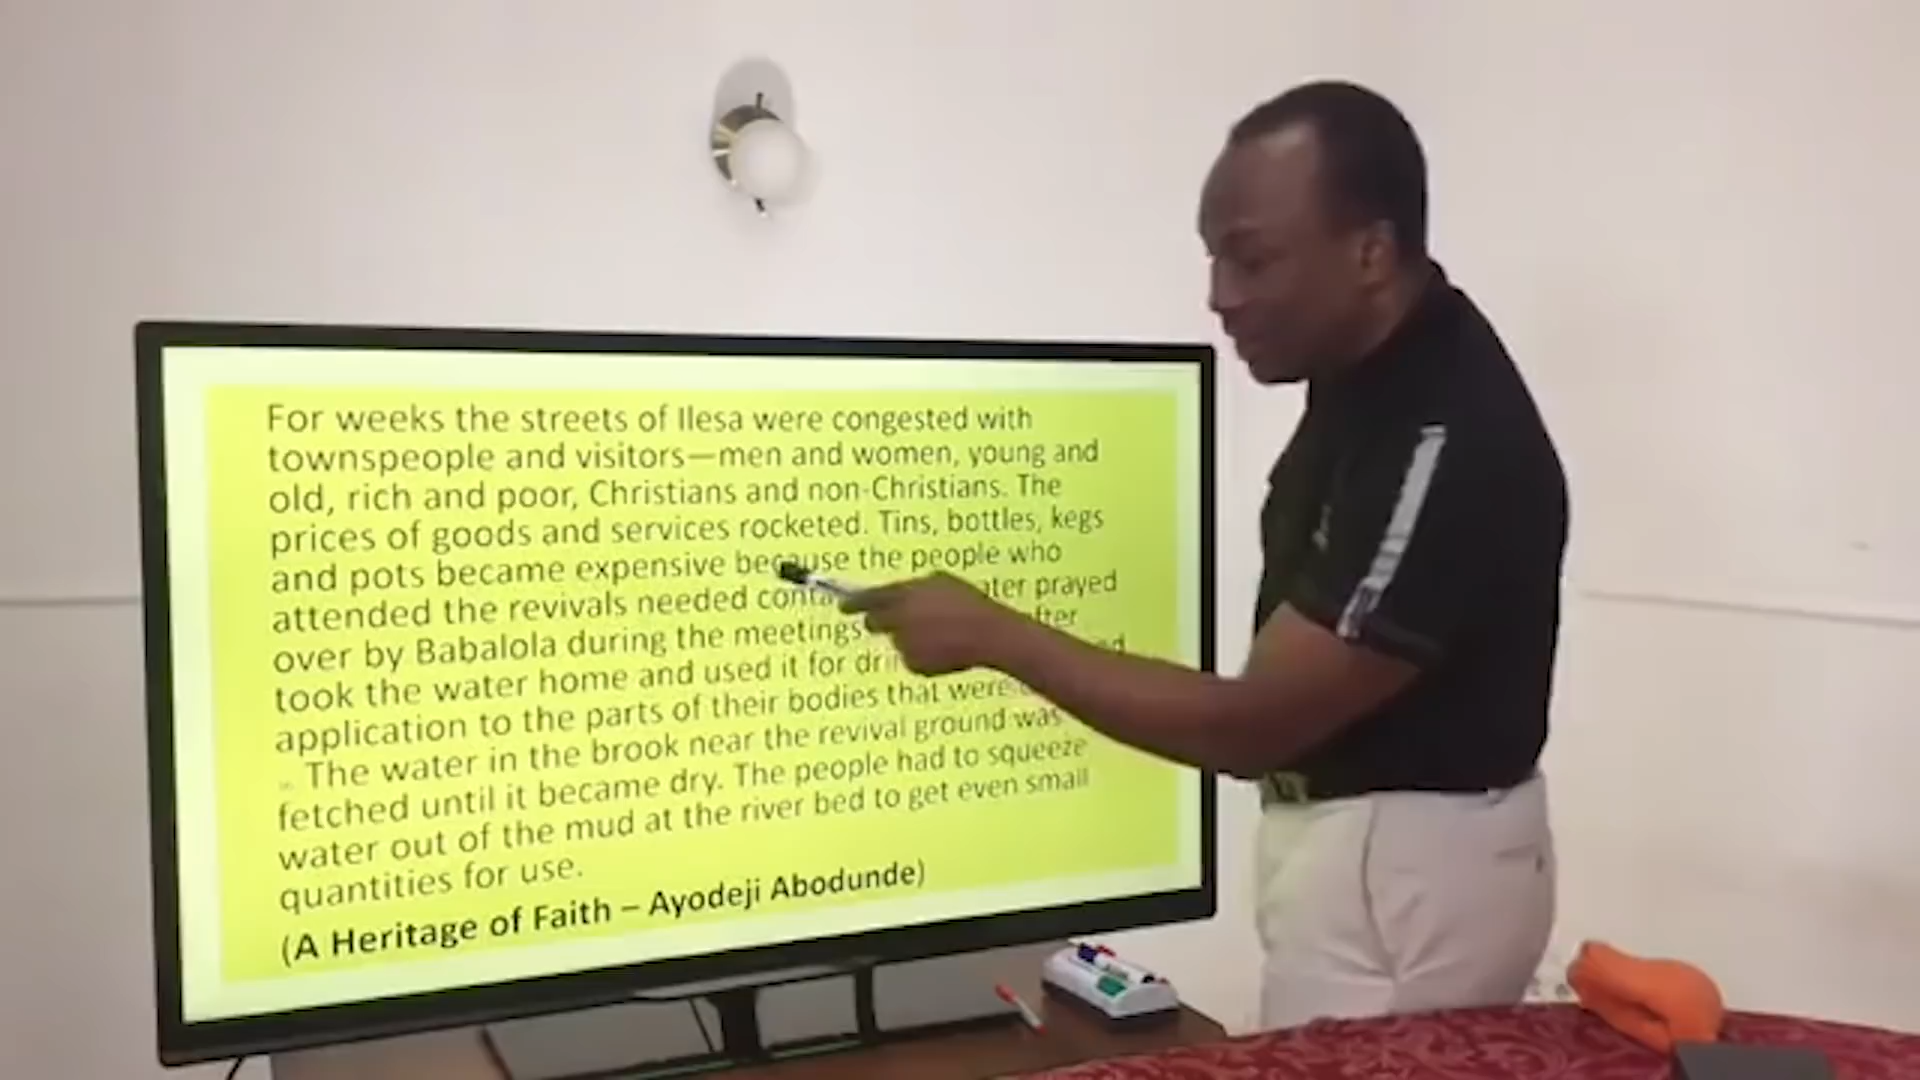 For weeks the streets of Ilesa were congested with
townspeople and visitors—men and women, young and
old, rich and poor, Christians and non-Christians. The
prices of goods and services rocketed. Tins, bottles, kegs
and pots became expensive because the people who
attended the revivals needed prayed
over by Babalola during the meetings
took the water home and used it for
application to the parts of their bodies that were
The water in the brook near the revival ground was
fetched until it became dry. The people had to squeeze
water out of the mud at the river bed to get even small
quantities for use.
(A Heritage of Faith – Ayodeji Abodunde)